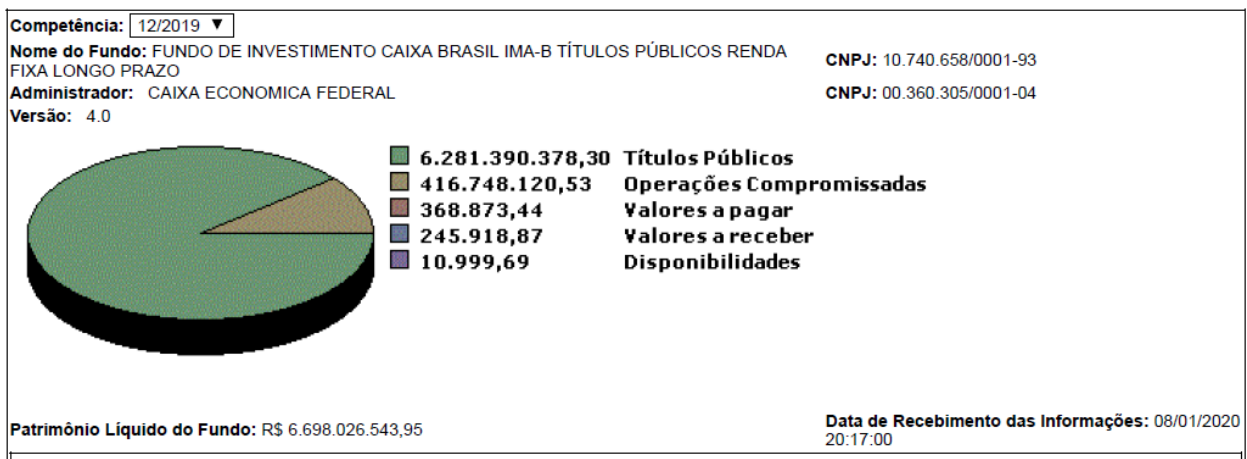 Competência: 12/2019 ▼
Nome do Fundo: FUNDO DE INVESTIMENTO CAIXA BRASIL IMA-B TÍTULOS PÚBLICOS RENDA
FIXA LONGO PRAZO
CNPJ: 10.740.658/0001-93
Administrador: CAIXA ECONOMICA FEDERAL
CNPJ: 00.360.305/0001-04
Versão: 4.0
6.281.390.378,30 Títulos Públicos
416.748.120,53 Operações Compromissadas
368.873,44 Valores a pagar
245.918,87 Valores a receber
10.999,69 Disponibilidades
Patrimônio Líquido do Fundo: R$ 6.698.026.543,95
Data de Recebimento das Informações: 08/01/2020
20:17:00